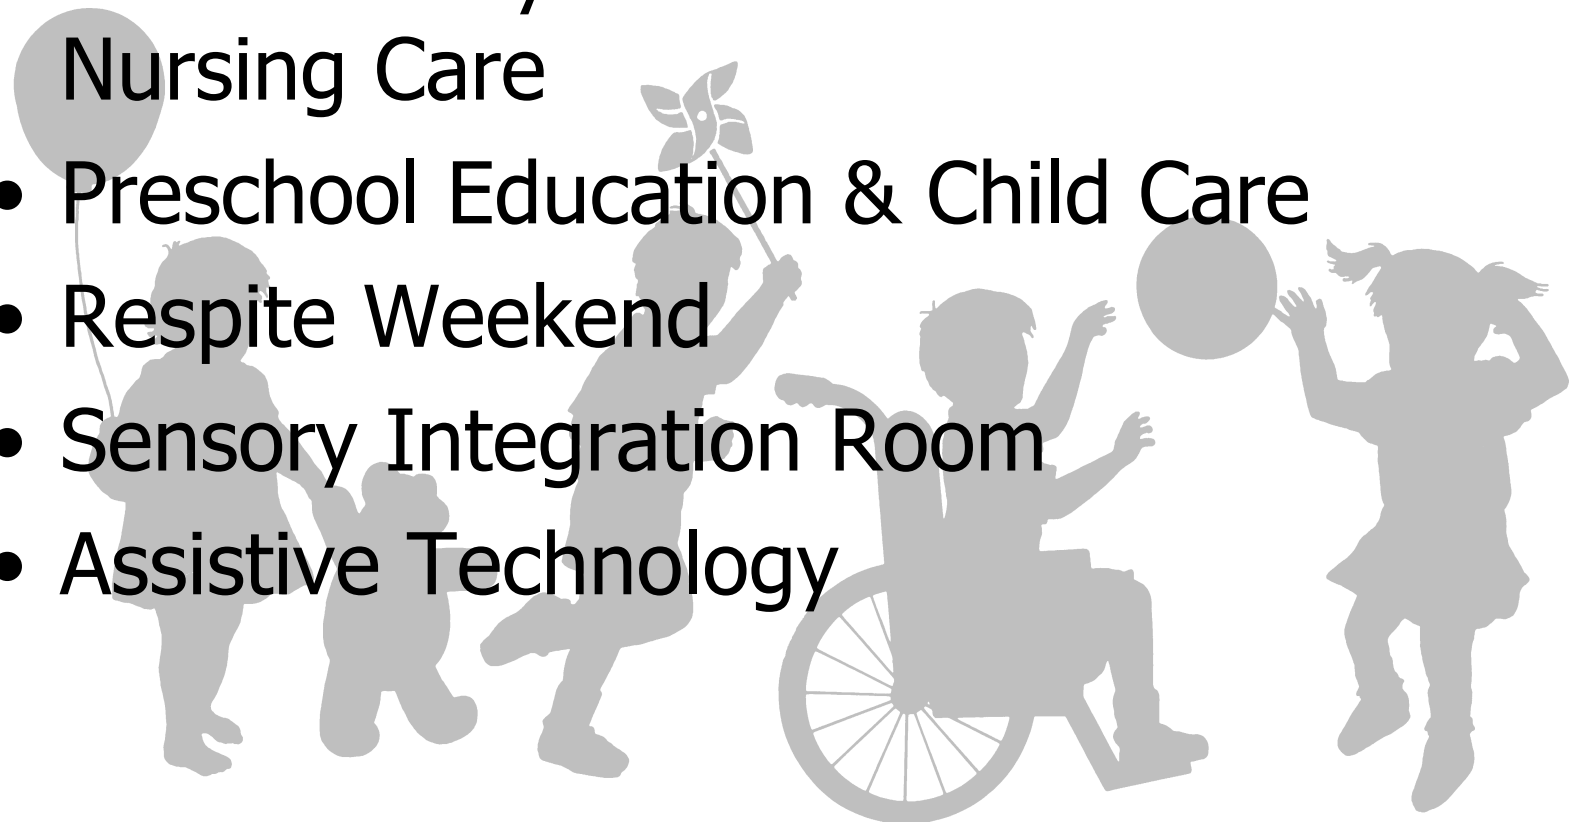 Nursing Care
• Preschool Education & Child Care
• Respite Weekend
• Sensory Integration Room
• Assistive Technology